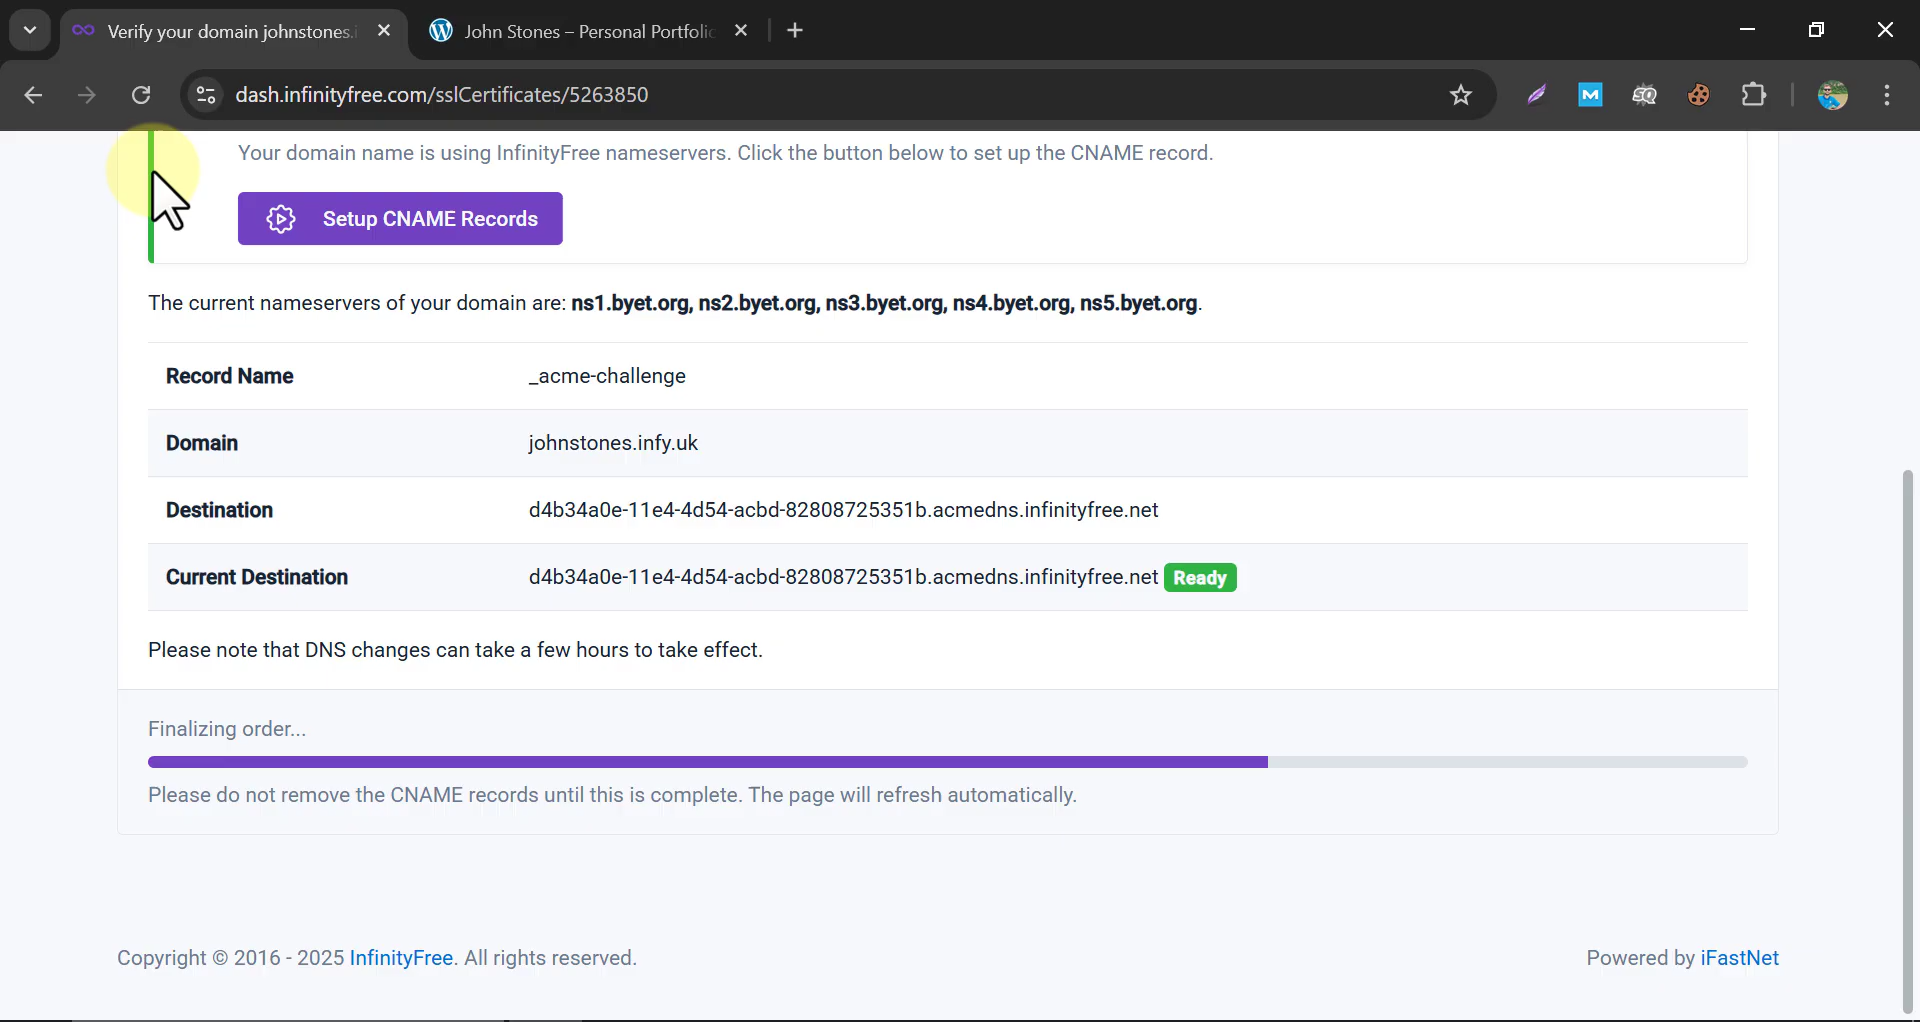 Verify your domain johnstones.i
John Stones – Personal Portfolio
dash.infinityfree.com/sslCertificates/5263850
Your domain name is using InfinityFree nameservers. Click the button below to set up the CNAME record.
Setup CNAME Records
The current nameservers of your domain are: ns1.byet.org, ns2.byet.org, ns3.byet.org, ns4.byet.org, ns5.byet.org.
Record Name _acme-challenge
Domain johnstones.infy.uk
Destination d4b34a0e-11e4-4d54-acbd-82808725351b.acmedns.infinityfree.net
Current Destination d4b34a0e-11e4-4d54-acbd-82808725351b.acmedns.infinityfree.net Ready
Please note that DNS changes can take a few hours to take effect.
Finalizing order...
Please do not remove the CNAME records until this is complete. The page will refresh automatically.
Copyright © 2016 - 2025 InfinityFree. All rights reserved.
Powered by iFastNet